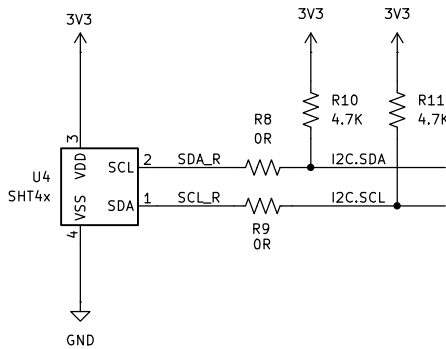 3V3
3V3
3V3
R10
4.7K
R11
4.7K
R8
0R
3
VDD
U4
SHT4x
SCL
2
SDA_R
I2C.SDA
SDA
1
SCL_R
I2C.SCL
VSS
4
R9
0R
GND